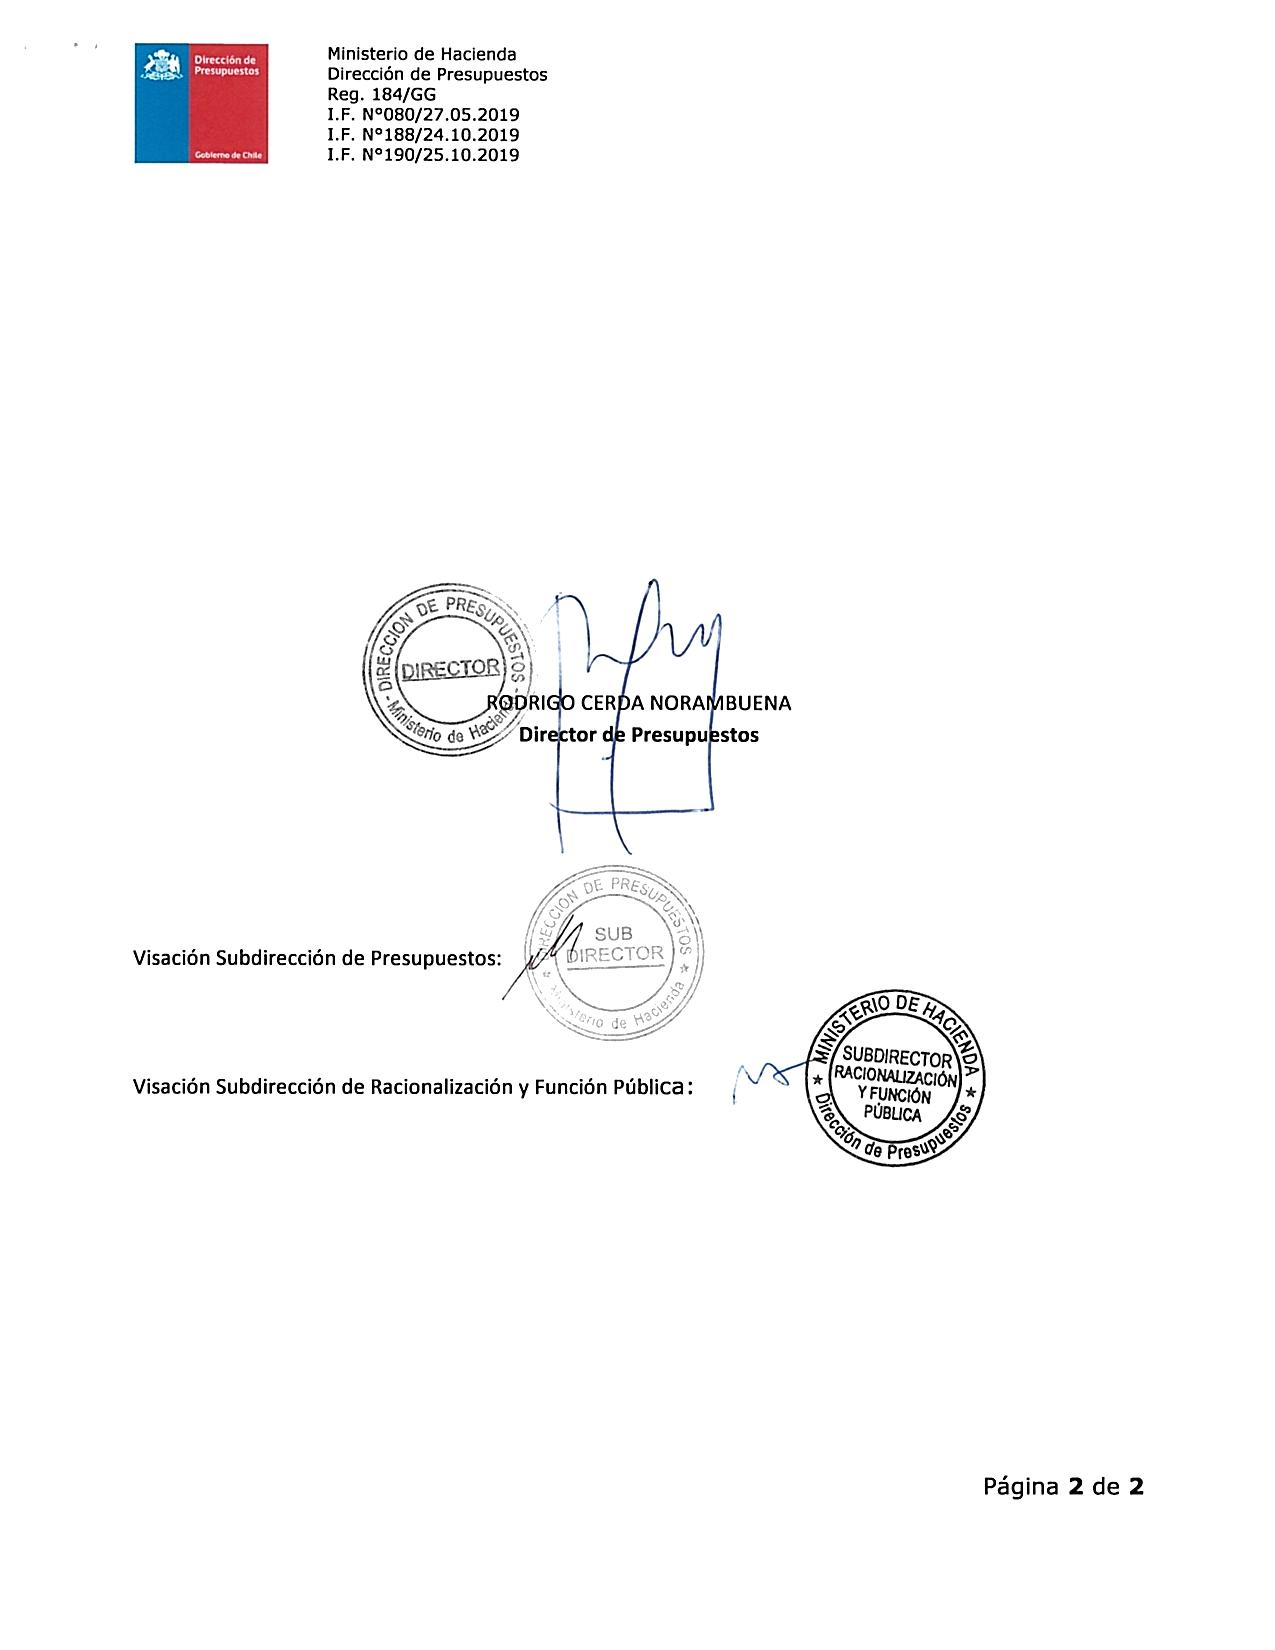 Dirección de
Presupuestos
Gobierno de Chile
Ministerio de Hacienda
Dirección de Presupuestos
Reg. 184/GG
I.F. N°080/27.05.2019
I.F. N°188/24.10.2019
I.F. N°190/25.10.2019
DIRECCION DE PRESUPUESTOS
DIRECTOR
Ministerio de Hacienda
RODRIGO CERDA NORAMBUENA
Director de Presupuestos
DIRECCION DE PRESUPUESTOS
SUB
DIRECTOR
Ministerio de Hacienda
Visación Subdirección de Presupuestos:
MINISTERIO DE HACIENDA
SUBDIRECTOR
RACIONALIZACIÓN
Y FUNCIÓN
PÚBLICA
Dirección de Presupuestos
Visación Subdirección de Racionalización y Función Pública:
Página 2 de 2